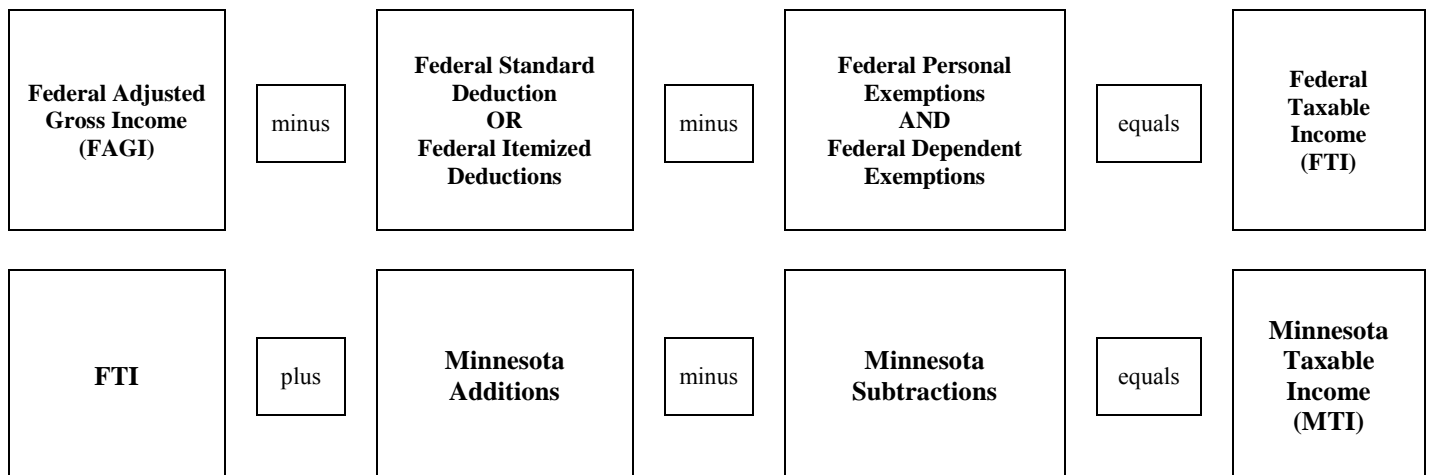 Federal Adjusted
Gross Income
(FAGI)
minus
Federal Standard
Deduction
OR
Federal Itemized
Deductions
minus
Federal Personal
Exemptions
AND
Federal Dependent
Exemptions
equals
Federal
Taxable
Income
(FTI)
FTI
plus
Minnesota
Additions
minus
Minnesota
Subtractions
equals
Minnesota
Taxable
Income
(MTI)